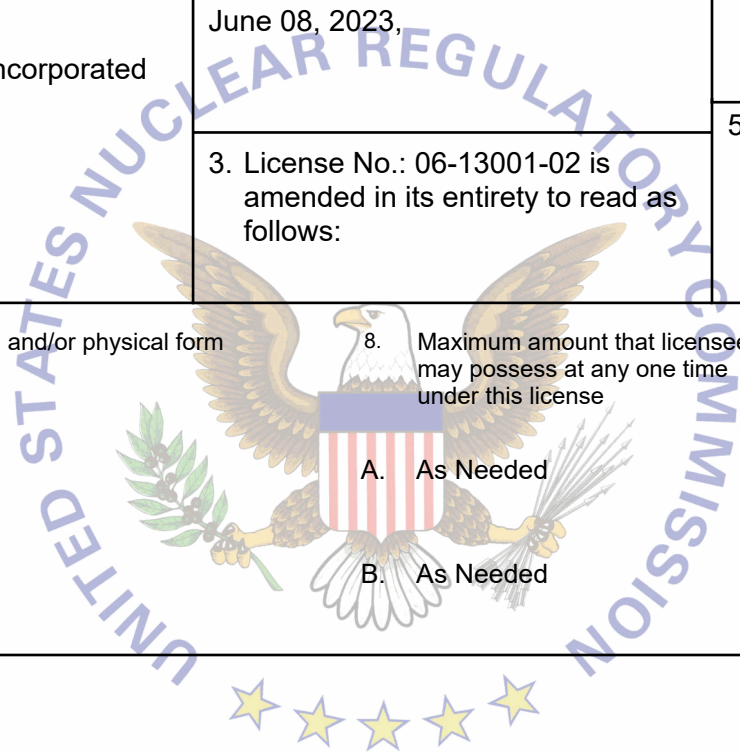 June 08, 2023,
ncorporated
5
3. License No.: 06-13001-02 is
amended in its entirety to read as
follows:
and/or physical form
8. Maximum amount that licensee
may possess at any one time
under this license
A. As Needed
B. As Needed
UNITED STATES NUCLEAR REGULATORY COMMISSION